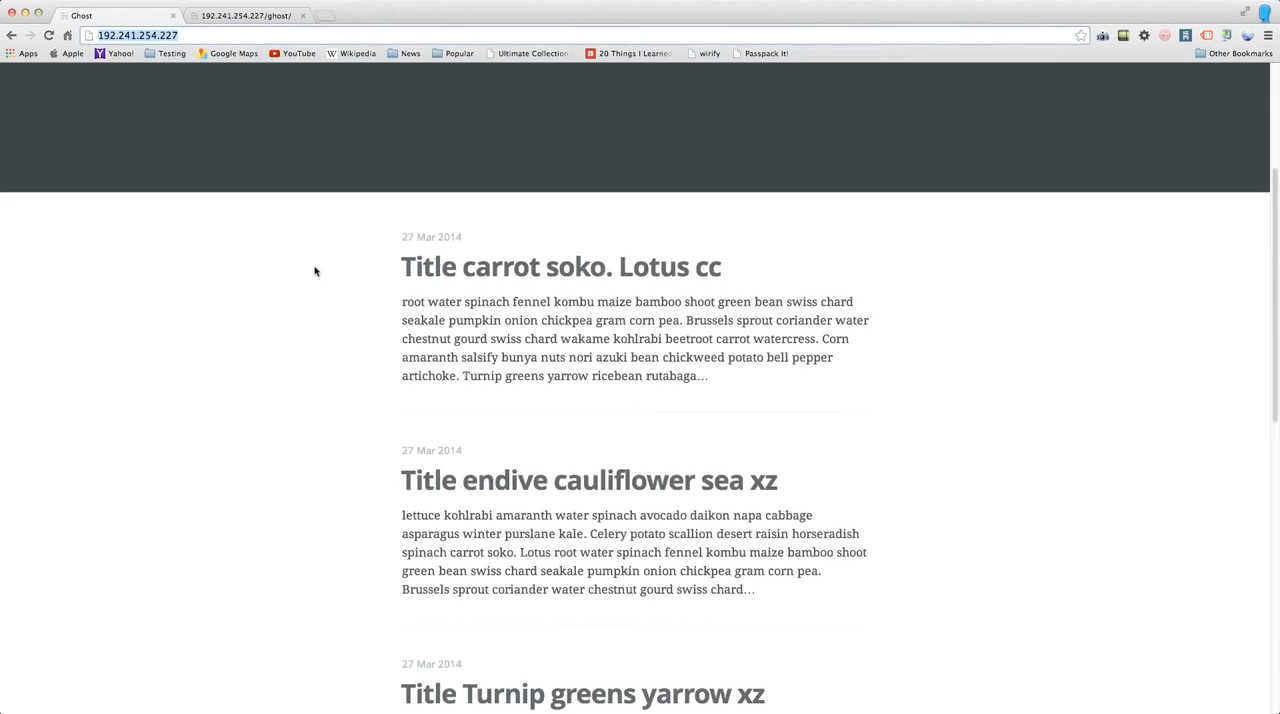 Ghost
192.241.254.227/ghost/
192.241.254.227
Apps Apple Yahoo! Testing Google Maps YouTube Wikipedia News Popular Ultimate Collection 20 Things I Learned wirify Passpack It! Other Bookmarks
27 Mar 2014
Title carrot soko. Lotus cc
root water spinach fennel kombu maize bamboo shoot green bean swiss chard
seakale pumpkin onion chickpea gram corn pea. Brussels sprout coriander water
chestnut gourd swiss chard wakame kohlrabi beetroot carrot watercress. Corn
amaranth salsify bunya nuts nori azuki bean chickweed potato bell pepper
artichoke. Turnip greens yarrow ricebean rutabaga…
27 Mar 2014
Title endive cauliflower sea xz
lettuce kohlrabi amaranth water spinach avocado daikon napa cabbage
asparagus winter purslane kale. Celery potato scallion desert raisin horseradish
spinach carrot soko. Lotus root water spinach fennel kombu maize bamboo shoot
green bean swiss chard seakale pumpkin onion chickpea gram corn pea.
Brussels sprout coriander water chestnut gourd swiss chard…
27 Mar 2014
Title Turnip greens yarrow xz